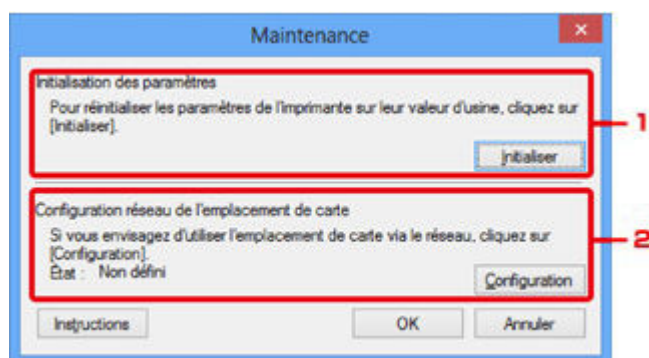 Maintenance
Initialisation des paramètres
Pour réinitialiser les paramètres de l'imprimante sur leur valeur d'usine, cliquez sur
[Initialiser].
1
Initialiser
Configuration réseau de l'emplacement de carte
Si vous envisagez d'utiliser l'emplacement de carte via le réseau, cliquez sur
[Configuration].
État : Non défini
2
Configuration
Instructions OK Annuler